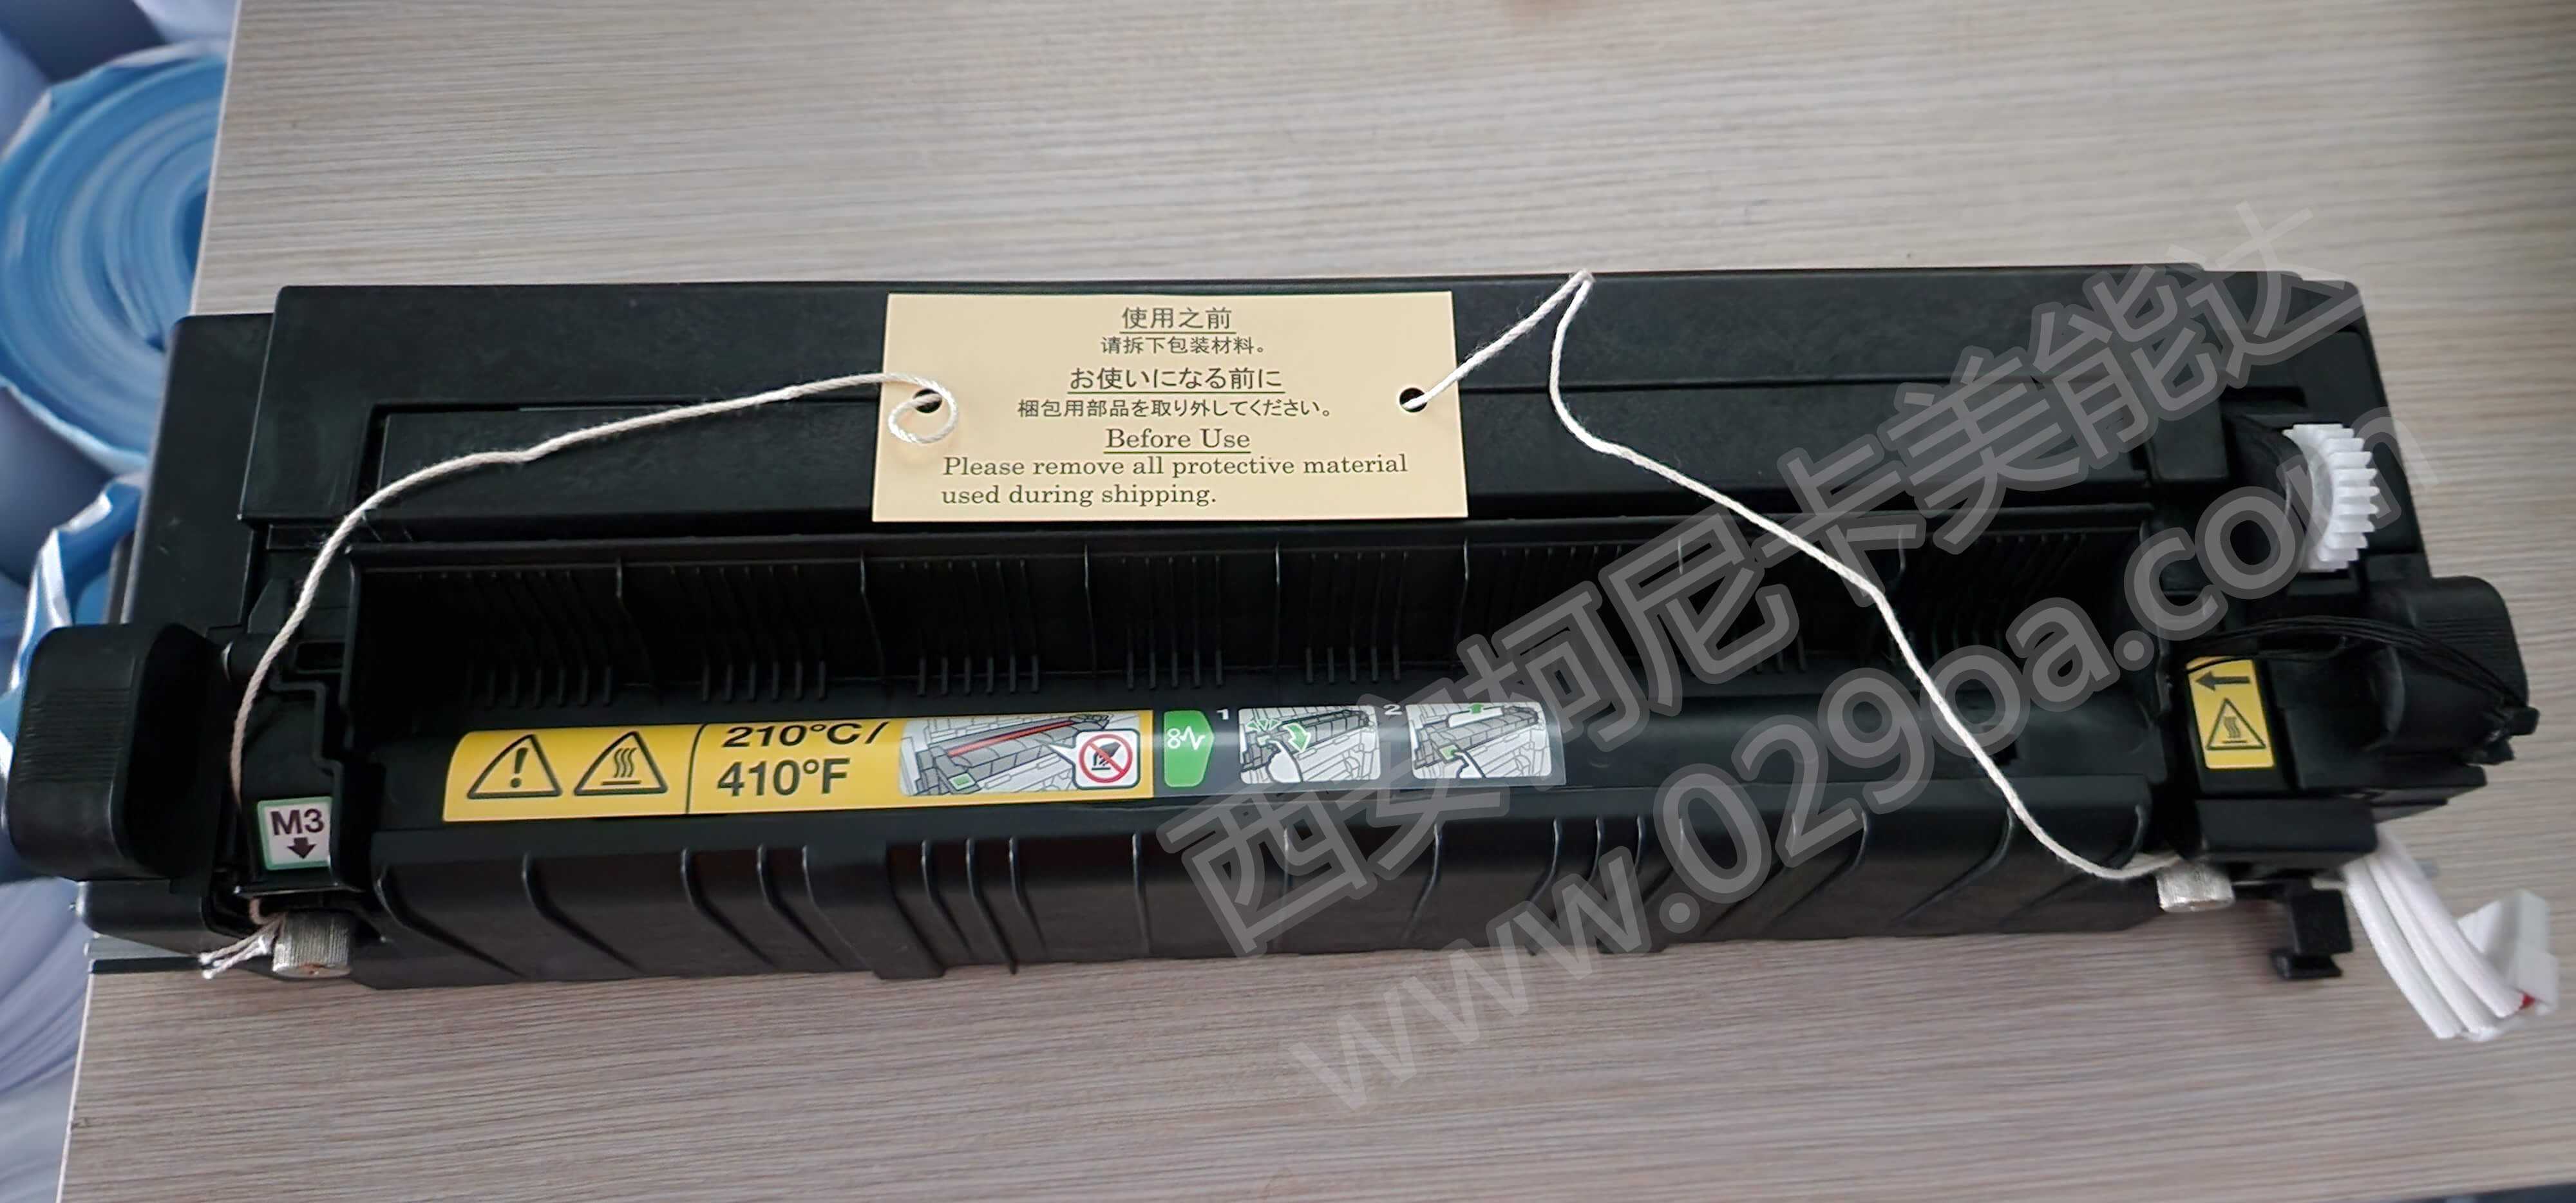 使用之前
请拆下包装材料。
お使いになる前に
梱包用部品を取り外してください。
Before Use
Please remove all protective material
used during shipping.
210°C/
410°F
1
2
M3
西安柯尼卡美能达
www.029oa.com